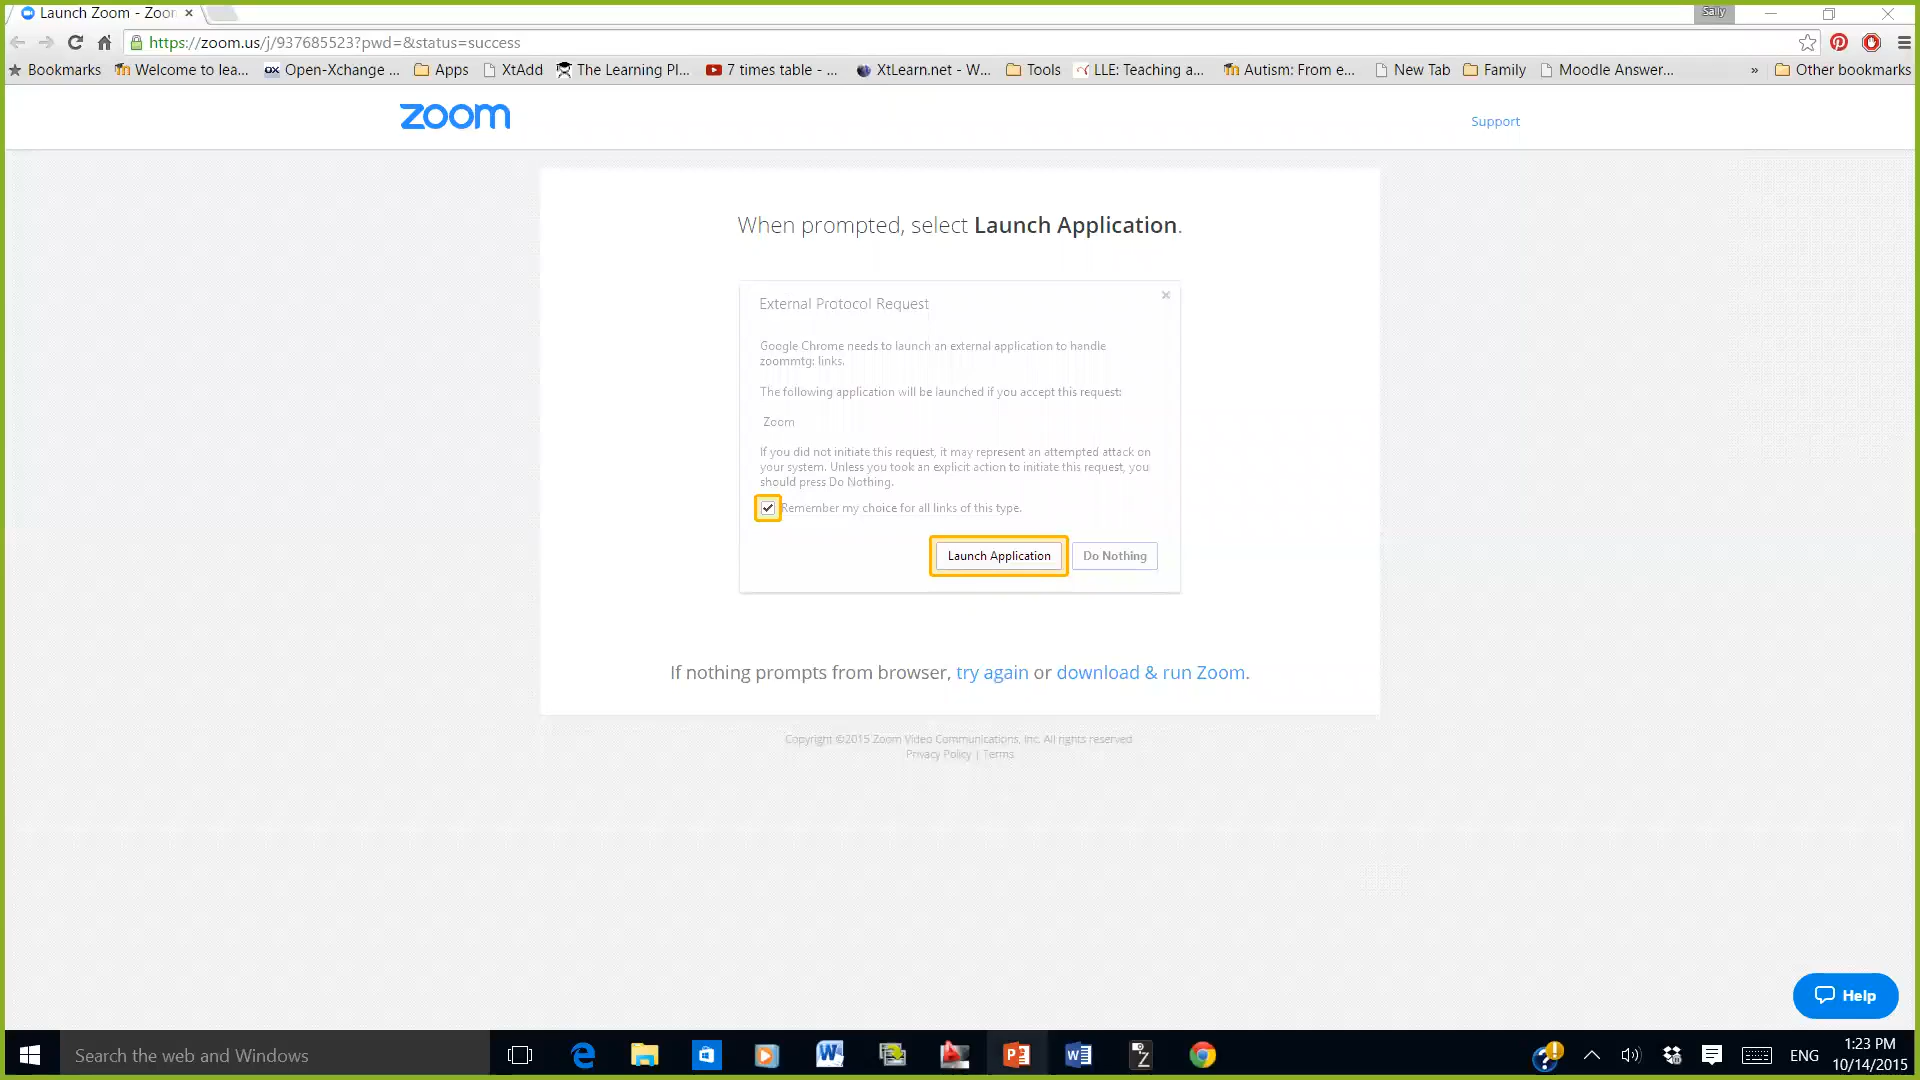 Launch Zoom - Zoon
Sally
https://zoom.us/j/937685523?pwd=&status=success
Bookmarks Welcome to lea... OX Open-Xchange ... Apps XtAdd The Learning Pl... 7 times table - ... XtLearn.net - W... Tools LLE: Teaching a... Autism: From e... New Tab Family Moodle Answer... » Other bookmarks
zoom
Support
When prompted, select Launch Application.
External Protocol Request
Google Chrome needs to launch an external application to handle
zoommtg: links.
The following application will be launched if you accept this request:
Zoom
If you did not initiate this request, it may represent an attempted attack on
your system. Unless you took an explicit action to initiate this request, you
should press Do Nothing.
Remember my choice for all links of this type.
Launch Application Do Nothing
If nothing prompts from browser, try again or download & run Zoom.
Copyright ©2015 Zoom Video Communications, Inc. All rights reserved
Privacy Policy | Terms
Help
Search the web and Windows
ENG
1:23 PM
10/14/2015